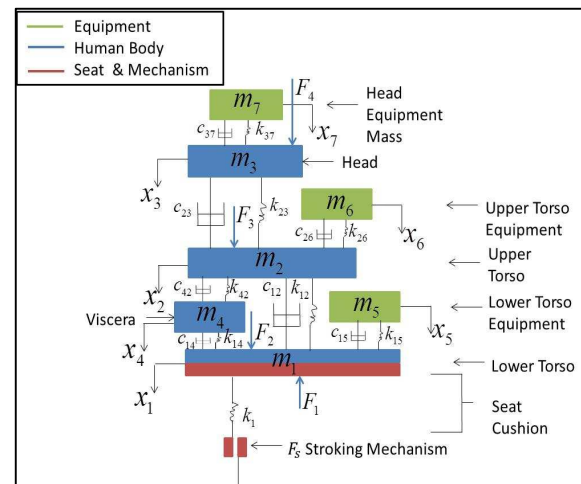 Equipment
Human Body
Seat & Mechanism
m7
F4
Head
Equipment
Mass
x7
c37
k37
m3
Head
x3
c23
k23
F3
m6
Upper Torso
Equipment
x6
c26
k26
m2
Upper
Torso
x2
c42
k42
c12
k12
m5
Lower Torso
Equipment
x5
Viscera
m4
F2
x4
c14
k14
c15
k15
m1
Lower Torso
x1
F1
k1
Seat
Cushion
Fs Stroking Mechanism